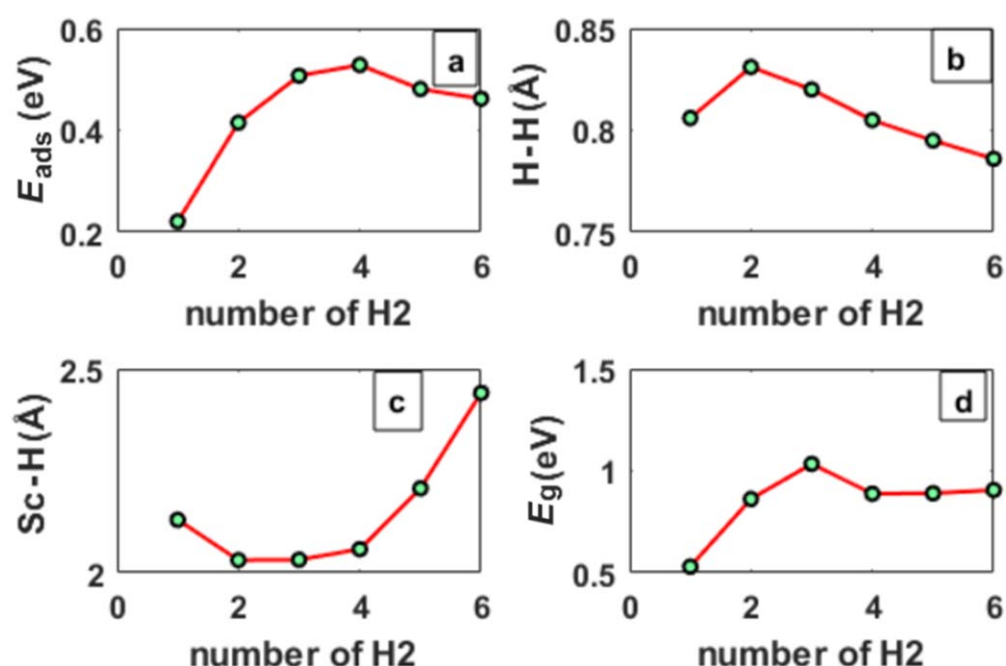 0.6
0.4
0.2
Eads (eV)
a
0 2 4 6
number of H2
0.85
0.8
0.75
H-H(Å)
b
0 2 4 6
number of H2
2.5
2
Sc-H(Å)
c
0 2 4 6
number of H2
1.5
1
0.5
Eg(eV)
d
0 2 4 6
number of H2